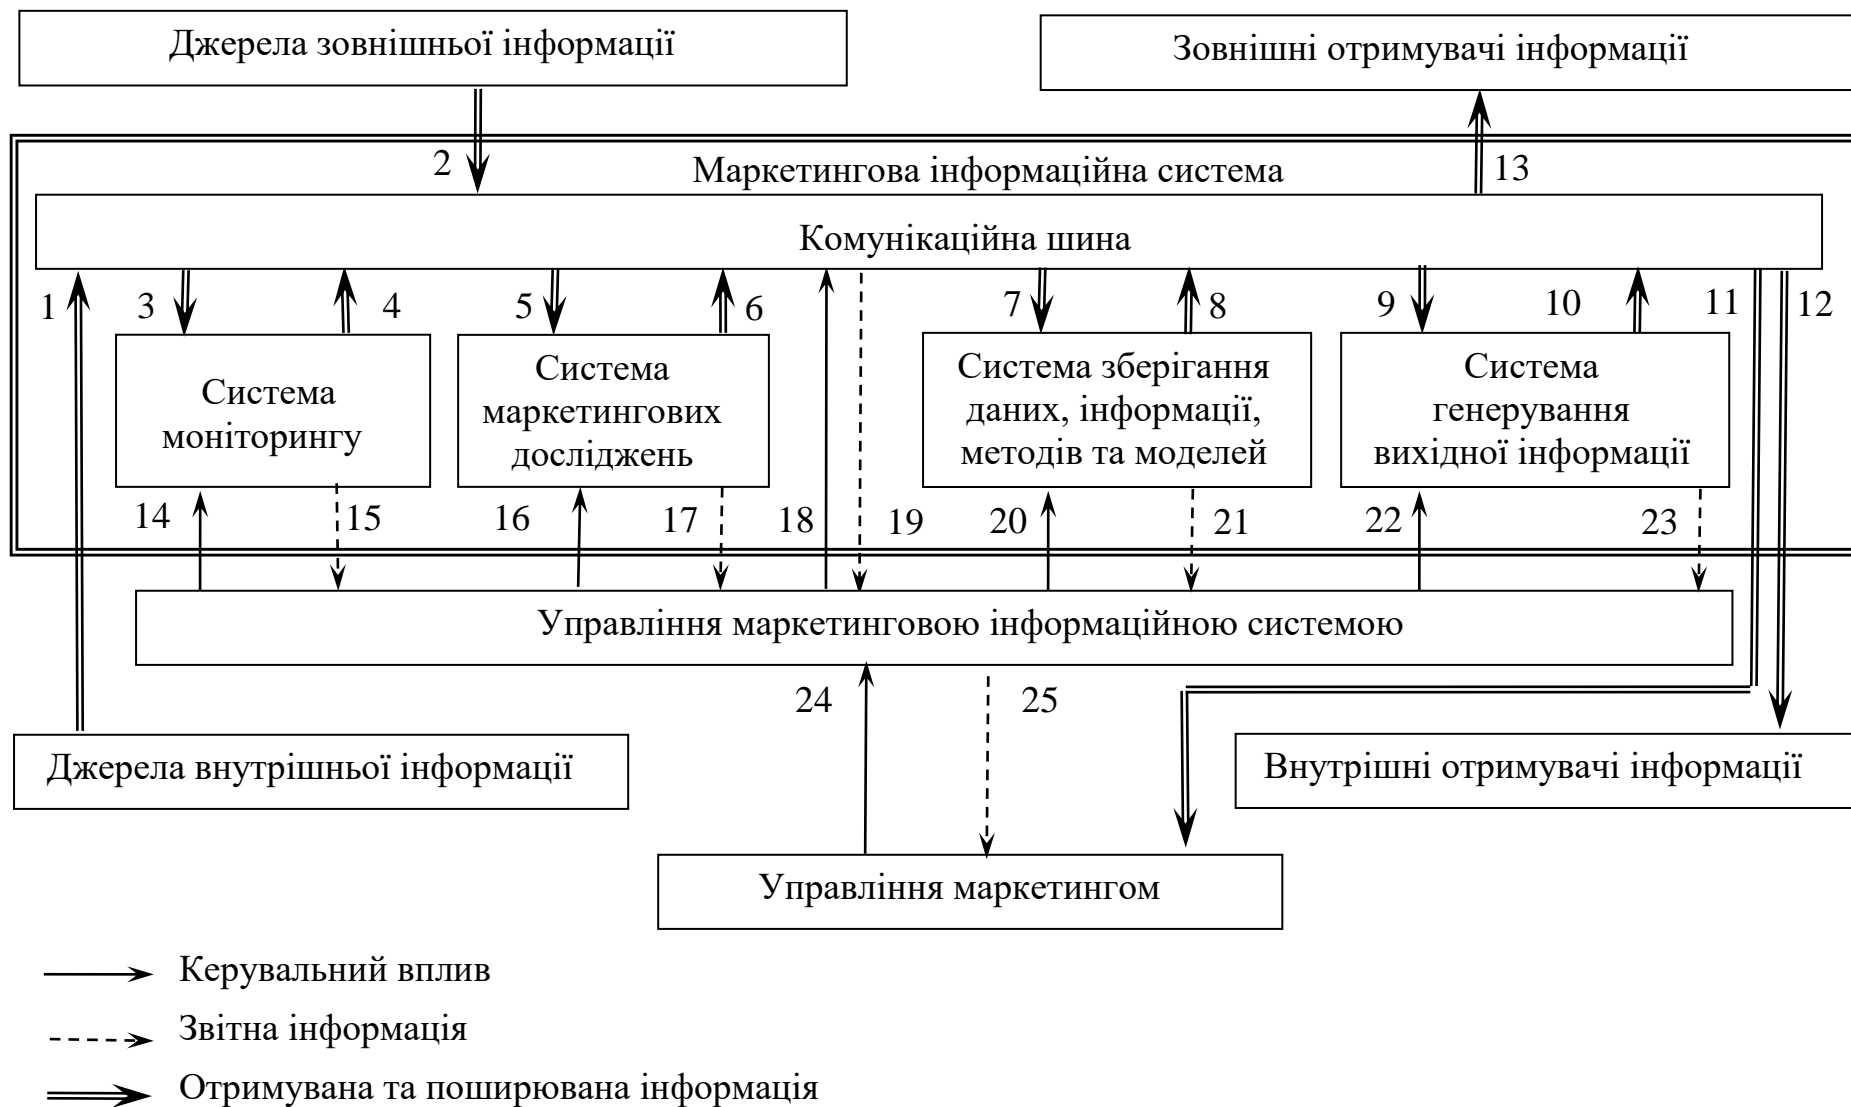 Джерела зовнішньої інформації
Зовнішні отримувачі інформації
2
Маркетингова інформаційна система
13
Комунікаційна шина
1
3
4
5
6
7
8
9
10
11
12
Система
моніторингу
Система
маркетингових
досліджень
Система зберігання
даних, інформації,
методів та моделей
Система
генерування
вихідної інформації
14
15
16
17
18
19
20
21
22
23
Управління маркетинговою інформаційною системою
24
25
Джерела внутрішньої інформації
Внутрішні отримувачі інформації
Управління маркетингом
Керувальний вплив
Звітна інформація
Отримувана та поширювана інформація